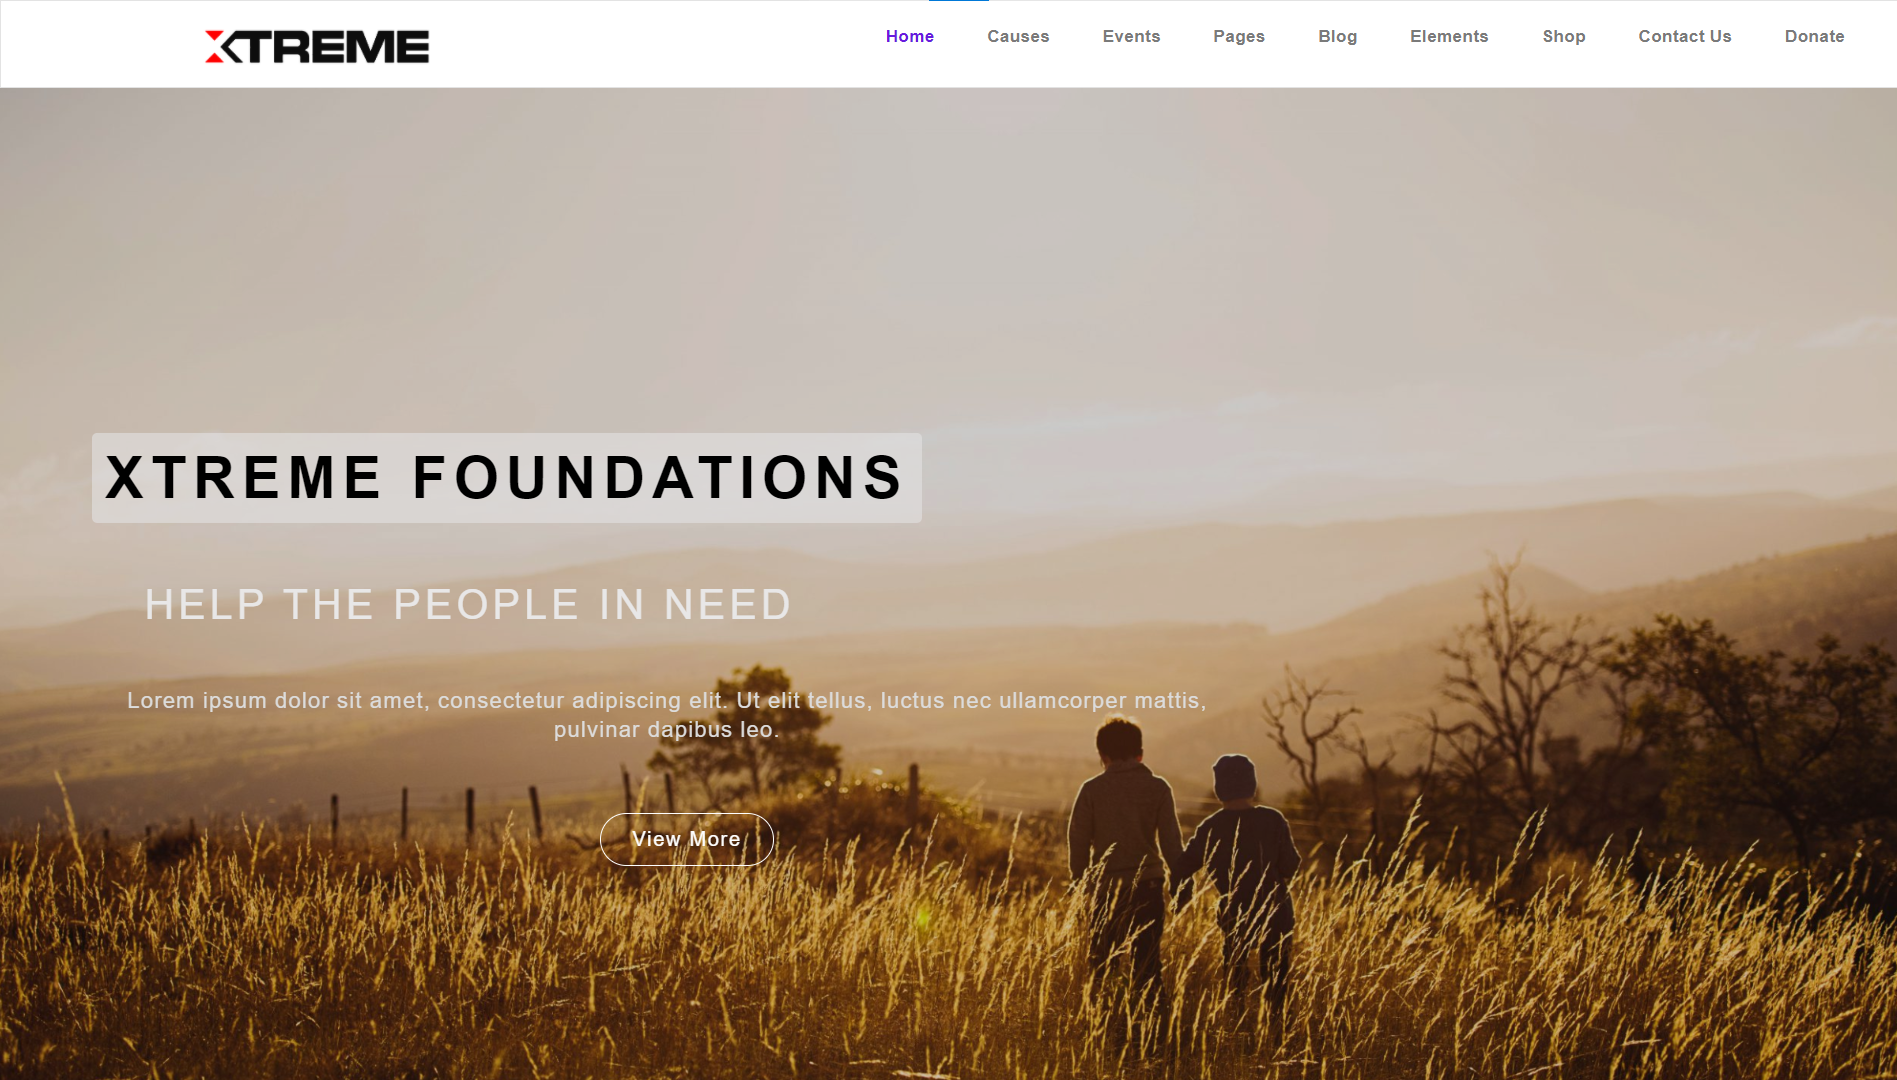 XTREME
Home Causes Events Pages Blog Elements Shop Contact Us Donate
XTREME FOUNDATIONS
HELP THE PEOPLE IN NEED
Lorem ipsum dolor sit amet, consectetur adipiscing elit. Ut elit tellus, luctus nec ullamcorper mattis,
pulvinar dapibus leo.
View More